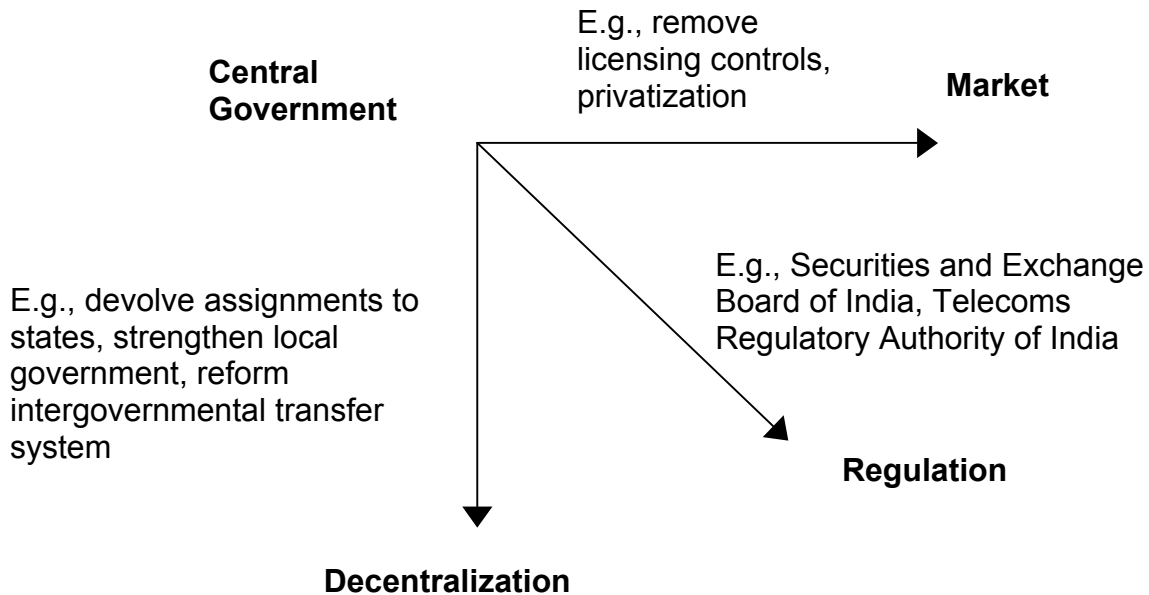 Central
Government
E.g., remove
licensing controls,
privatization
Market
E.g., devolve assignments to
states, strengthen local
government, reform
intergovernmental transfer
system
E.g., Securities and Exchange
Board of India, Telecoms
Regulatory Authority of India
Regulation
Decentralization